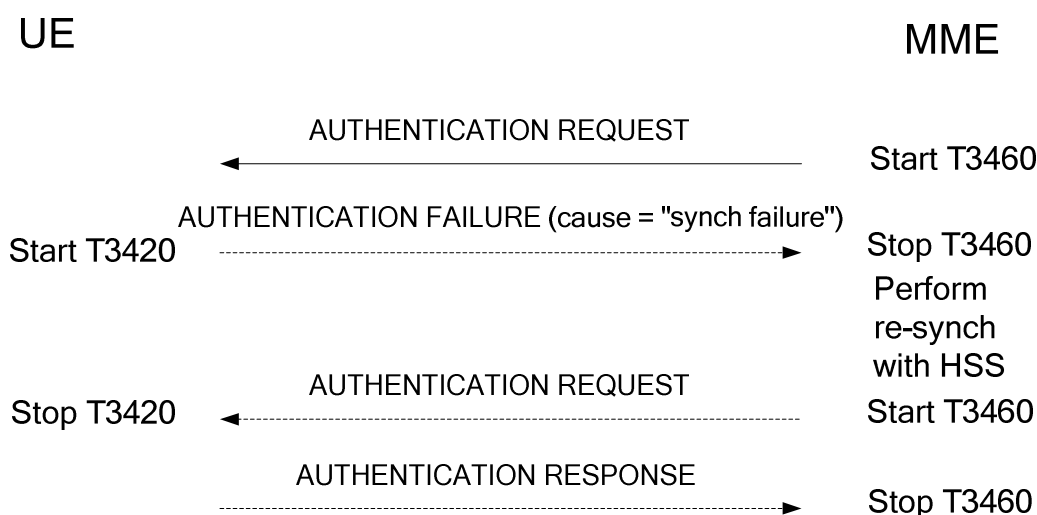 UE
MME
AUTHENTICATION REQUEST
Start T3460
AUTHENTICATION FAILURE (cause = "synch failure")
Start T3420
Stop T3460
Perform
re-synch
with HSS
AUTHENTICATION REQUEST
Stop T3420
Start T3460
AUTHENTICATION RESPONSE
Stop T3460